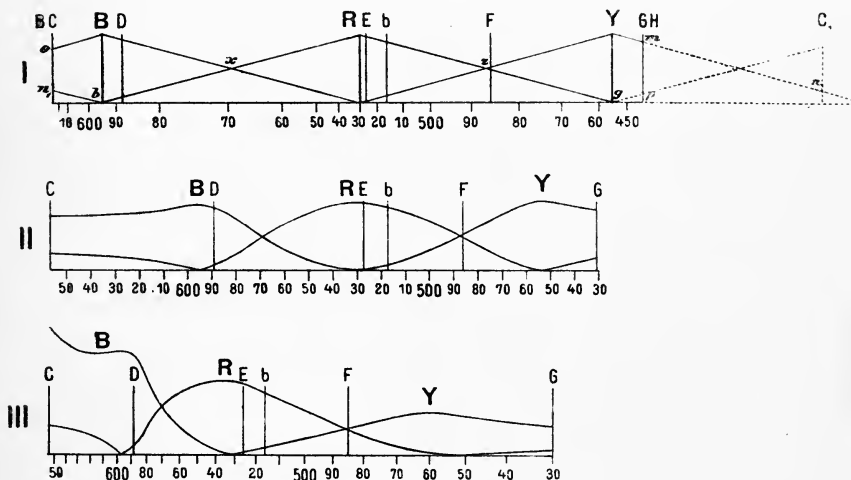 B C B D R E b F Y G H C,
o x z m
I
n, b g p n
10 600 90 80 70 60 50 40 30 20 10 500 90 80 70 60 450
C B D R E b F Y G
II
50 40 30 20 .10 600 90 80 70 60 50 40 30 20 10 500 90 80 70 60 50 40 30
B
C D R E b F Y G
III
50 600 80 60 40 20 500 90 80 70 60 50 40 30